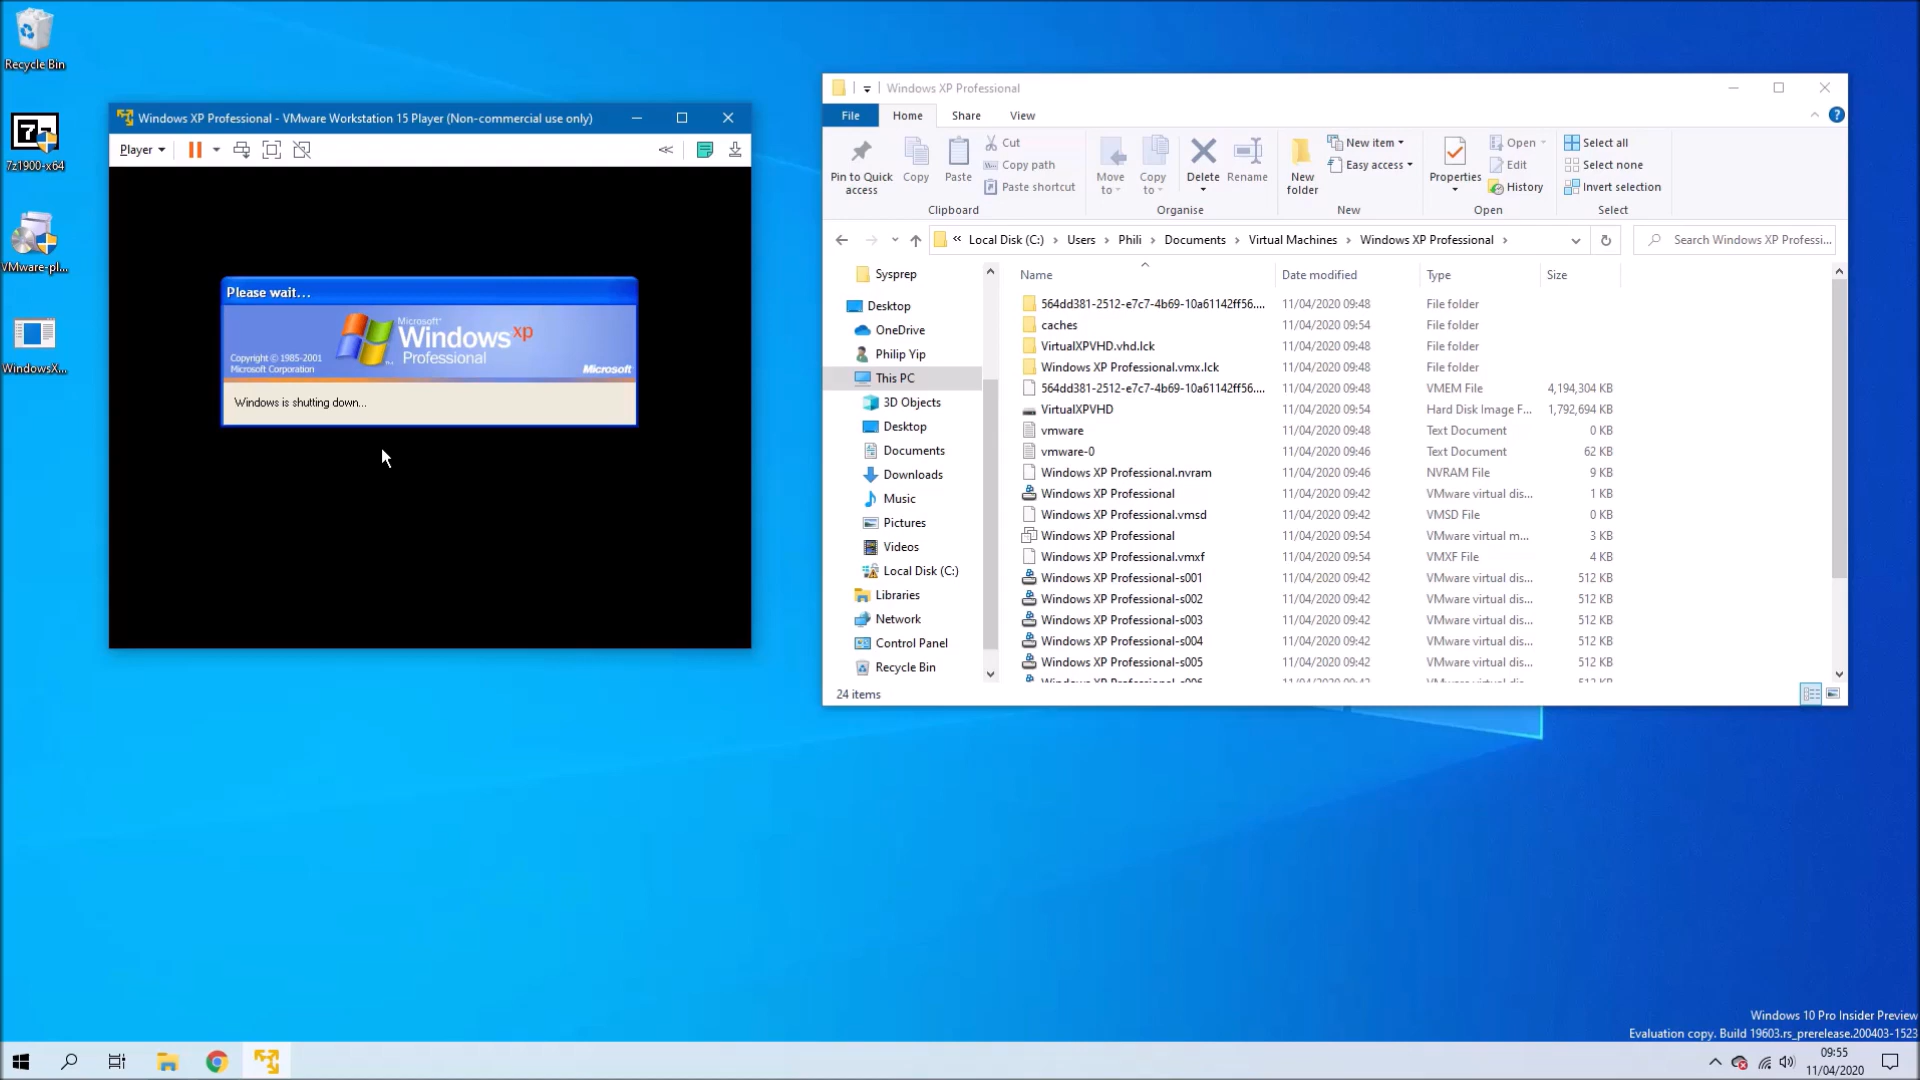 Recycle Bin
7z1900-x64
VMware-pl...
WindowsX...
Windows XP Professional - VMware Workstation 15 Player (Non-commercial use only)
Player
Please wait...
Microsoft®
Windows xp
Professional
Copyright © 1985-2001
Microsoft Corporation
Microsoft
Windows is shutting down...
Windows XP Professional
File Home Share View
Pin to Quick access
Copy
Paste
Cut
Copy path
Paste shortcut
Clipboard
Move to
Copy to
Delete
Rename
Organise
New folder
New item
Easy access
New
Properties
Open
Edit
History
Open
Select all
Select none
Invert selection
Select
« Local Disk (C:) › Users › Phili › Documents › Virtual Machines › Windows XP Professional ›
Search Windows XP Professi...
Sysprep
Desktop
OneDrive
Philip Yip
This PC
3D Objects
Desktop
Documents
Downloads
Music
Pictures
Videos
Local Disk (C:)
Libraries
Network
Control Panel
Recycle Bin
Name Date modified Type Size
564dd381-2512-e7c7-4b69-10a61142ff56.... 11/04/2020 09:48 File folder
caches 11/04/2020 09:54 File folder
VirtualXPVHD.vhd.lck 11/04/2020 09:48 File folder
Windows XP Professional.vmx.lck 11/04/2020 09:48 File folder
564dd381-2512-e7c7-4b69-10a61142ff56.... 11/04/2020 09:48 VMEM File 4,194,304 KB
VirtualXPVHD 11/04/2020 09:54 Hard Disk Image F... 1,792,694 KB
vmware 11/04/2020 09:48 Text Document 0 KB
vmware-0 11/04/2020 09:46 Text Document 62 KB
Windows XP Professional.nvram 11/04/2020 09:46 NVRAM File 9 KB
Windows XP Professional 11/04/2020 09:42 VMware virtual dis... 1 KB
Windows XP Professional.vmsd 11/04/2020 09:42 VMSD File 0 KB
Windows XP Professional 11/04/2020 09:54 VMware virtual m... 3 KB
Windows XP Professional.vmxf 11/04/2020 09:54 VMXF File 4 KB
Windows XP Professional-s001 11/04/2020 09:42 VMware virtual dis... 512 KB
Windows XP Professional-s002 11/04/2020 09:42 VMware virtual dis... 512 KB
Windows XP Professional-s003 11/04/2020 09:42 VMware virtual dis... 512 KB
Windows XP Professional-s004 11/04/2020 09:42 VMware virtual dis... 512 KB
Windows XP Professional-s005 11/04/2020 09:42 VMware virtual dis... 512 KB
24 items
Windows 10 Pro Insider Preview
Evaluation copy. Build 19603.rs_prerelease.200403-1523
09:55
11/04/2020